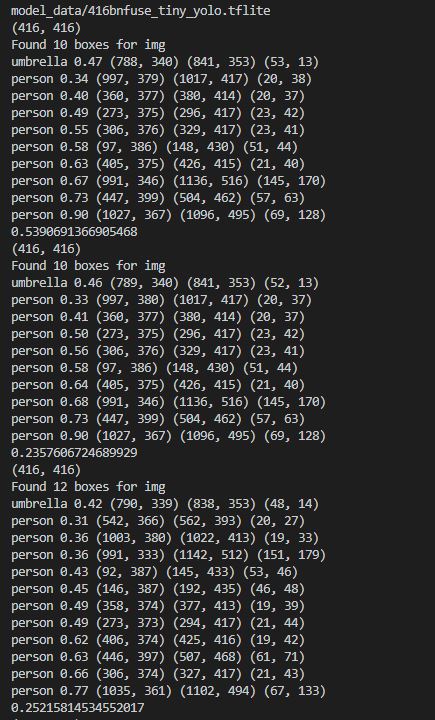 model_data/416bnfuse_tiny_yolo.tflite
(416, 416)
Found 10 boxes for img
umbrella 0.47 (788, 340) (841, 353) (53, 13)
person 0.34 (997, 379) (1017, 417) (20, 38)
person 0.40 (360, 377) (380, 414) (20, 37)
person 0.49 (273, 375) (296, 417) (23, 42)
person 0.55 (306, 376) (329, 417) (23, 41)
person 0.58 (97, 386) (148, 430) (51, 44)
person 0.63 (405, 375) (426, 415) (21, 40)
person 0.67 (991, 346) (1136, 516) (145, 170)
person 0.73 (447, 399) (504, 462) (57, 63)
person 0.90 (1027, 367) (1096, 495) (69, 128)
0.5390691366905468
(416, 416)
Found 10 boxes for img
umbrella 0.46 (789, 340) (841, 353) (52, 13)
person 0.33 (997, 380) (1017, 417) (20, 37)
person 0.41 (360, 377) (380, 414) (20, 37)
person 0.50 (273, 375) (296, 417) (23, 42)
person 0.56 (306, 376) (329, 417) (23, 41)
person 0.58 (97, 386) (148, 430) (51, 44)
person 0.64 (405, 375) (426, 415) (21, 40)
person 0.68 (991, 346) (1136, 516) (145, 170)
person 0.73 (447, 399) (504, 462) (57, 63)
person 0.90 (1027, 367) (1096, 495) (69, 128)
0.2357606724689929
(416, 416)
Found 12 boxes for img
umbrella 0.42 (790, 339) (838, 353) (48, 14)
person 0.31 (542, 366) (562, 393) (20, 27)
person 0.36 (1003, 380) (1022, 413) (19, 33)
person 0.36 (991, 333) (1142, 512) (151, 179)
person 0.43 (92, 387) (145, 433) (53, 46)
person 0.45 (146, 387) (192, 435) (46, 48)
person 0.49 (358, 374) (377, 413) (19, 39)
person 0.49 (273, 373) (294, 417) (21, 44)
person 0.62 (406, 374) (425, 416) (19, 42)
person 0.63 (446, 397) (507, 468) (61, 71)
person 0.66 (306, 374) (327, 417) (21, 43)
person 0.77 (1035, 361) (1102, 494) (67, 133)
0.25215814534552017